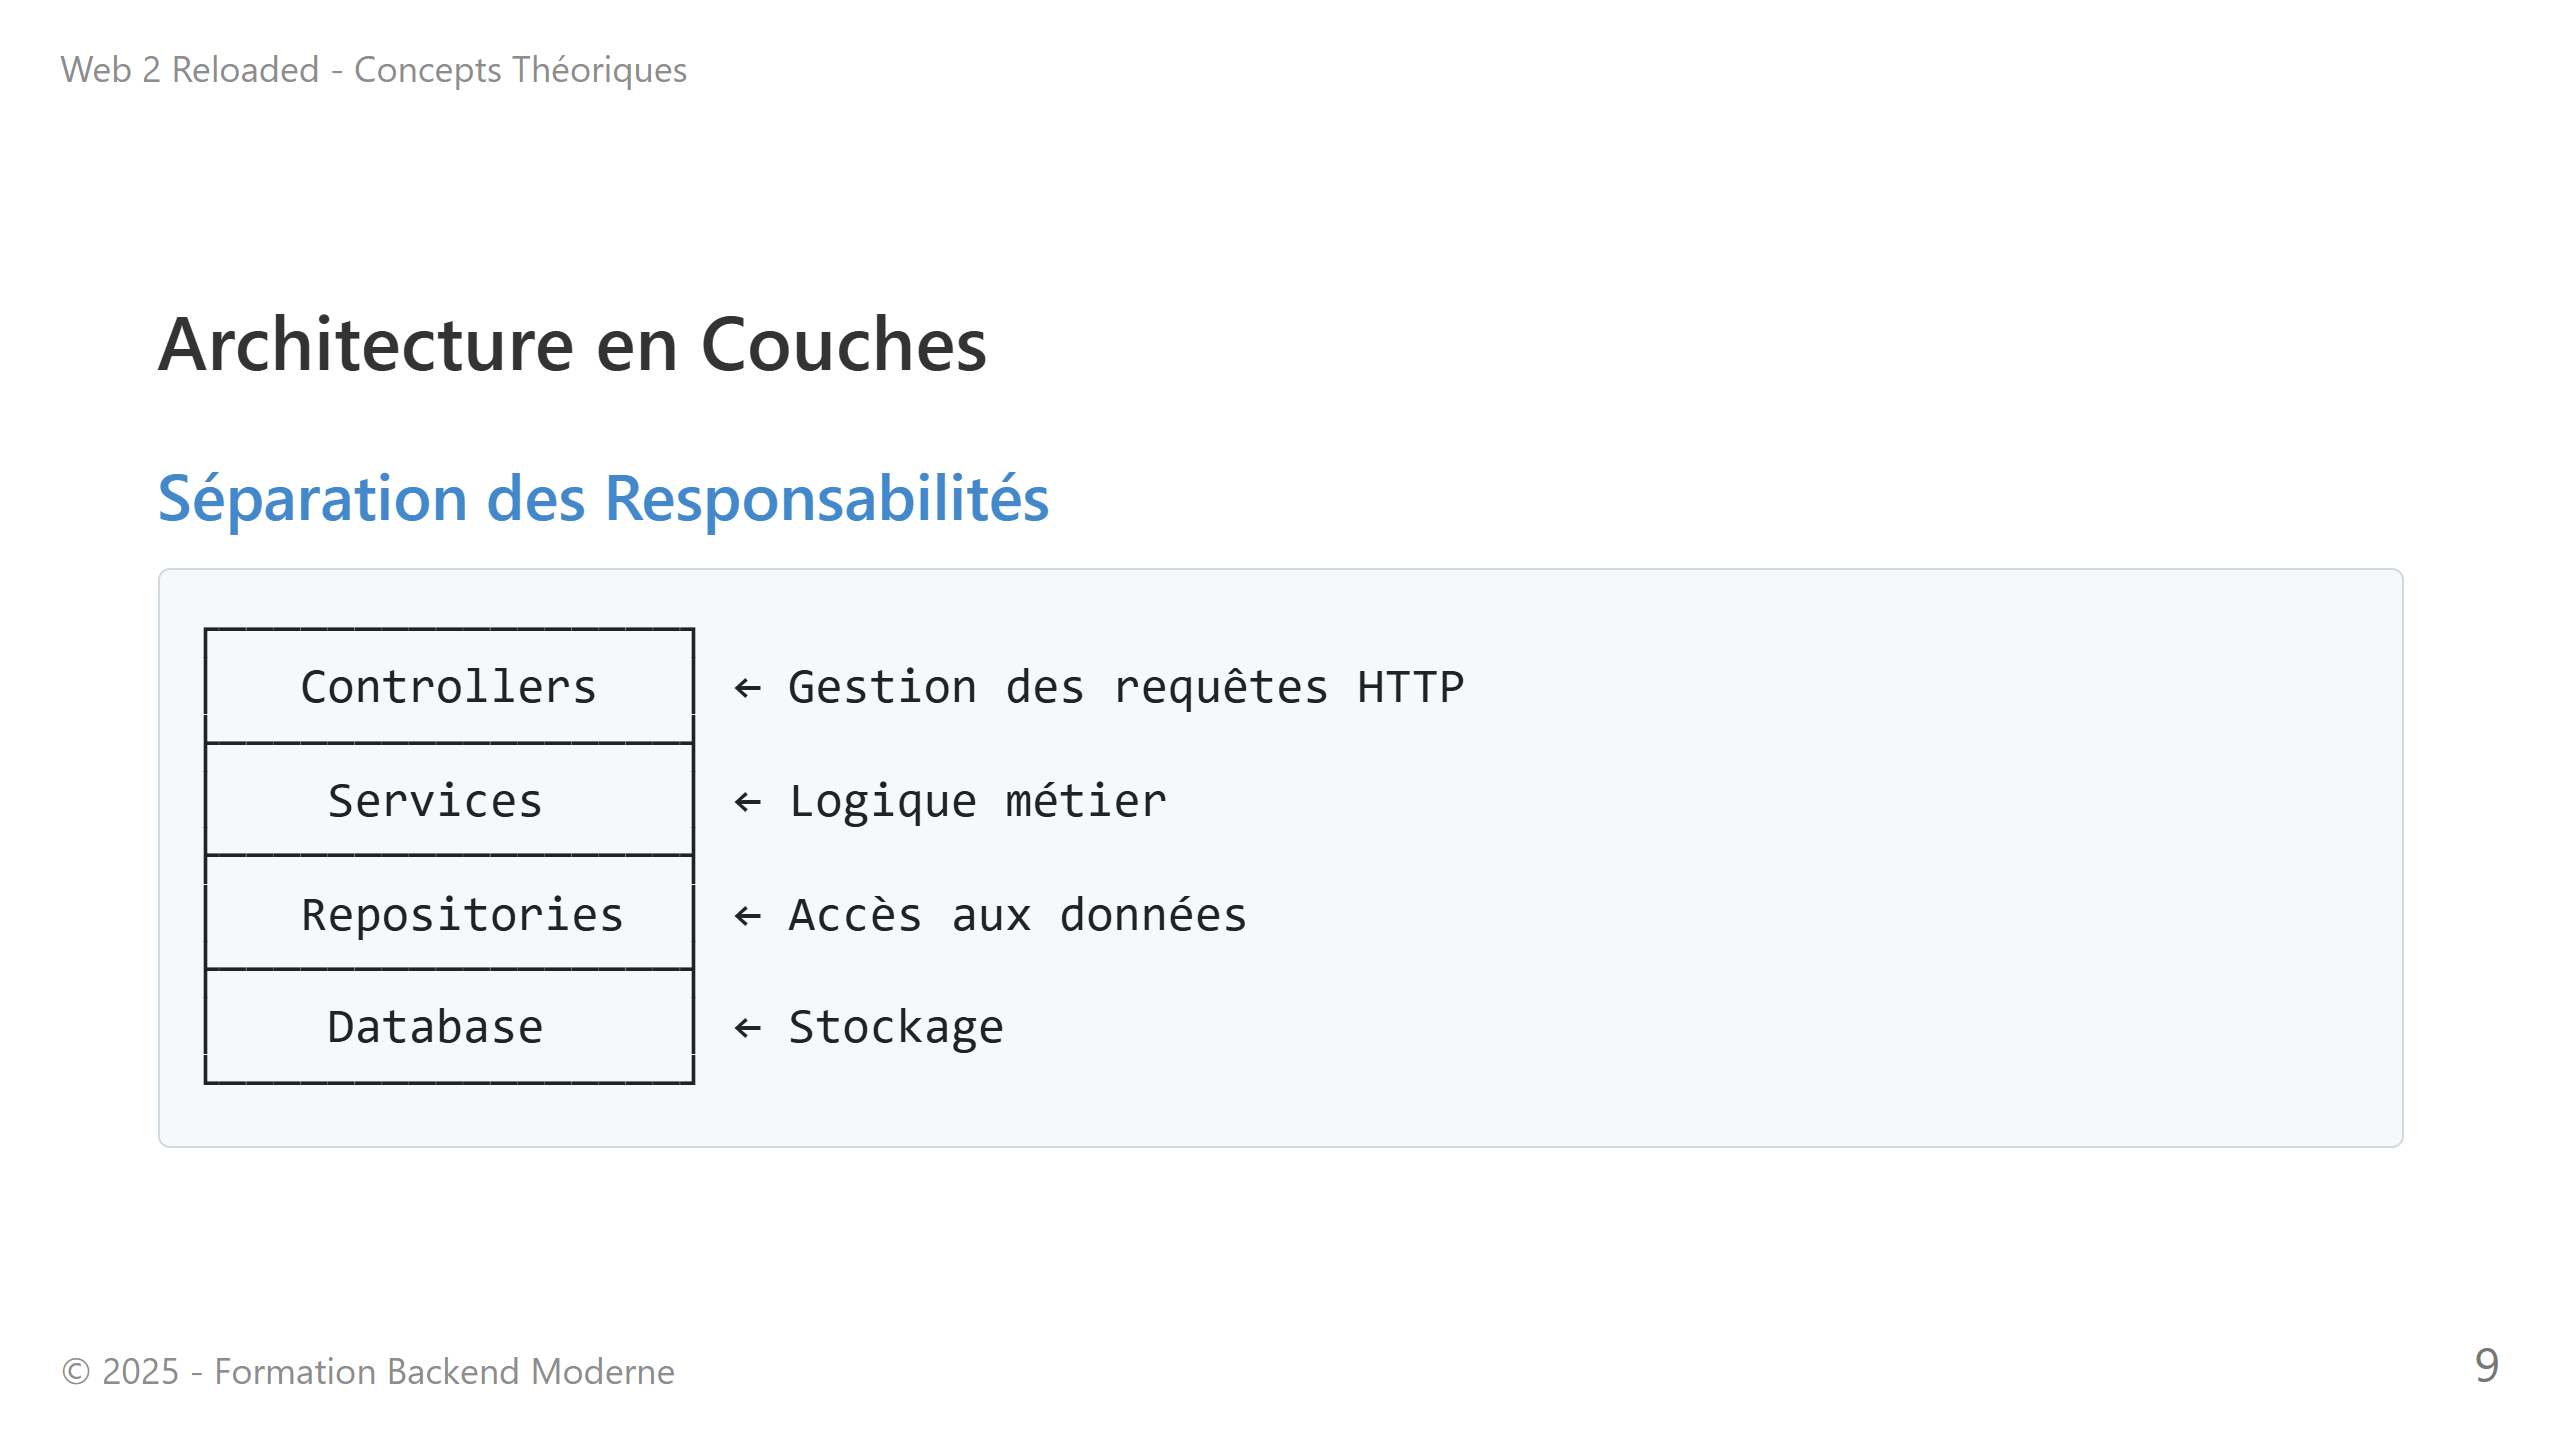 Web 2 Reloaded - Concepts Théoriques
Architecture en Couches
Séparation des Responsabilités
Controllers ← Gestion des requêtes HTTP
Services ← Logique métier
Repositories ← Accès aux données
Database ← Stockage
© 2025 - Formation Backend Moderne
9